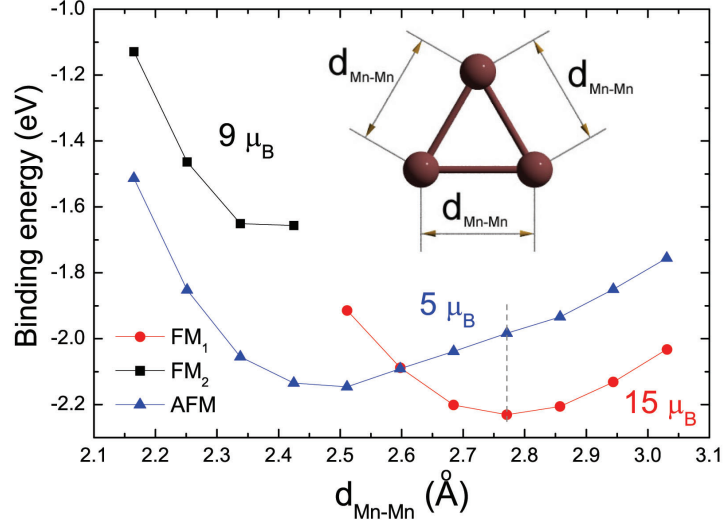 -1.0
-1.2
-1.4
-1.6
-1.8
-2.0
-2.2
Binding energy (eV)
9 μB
5 μB
15 μB
dMn-Mn
dMn-Mn
dMn-Mn
FM1
FM2
AFM
2.1 2.2 2.3 2.4 2.5 2.6 2.7 2.8 2.9 3.0 3.1
dMn-Mn (Å)